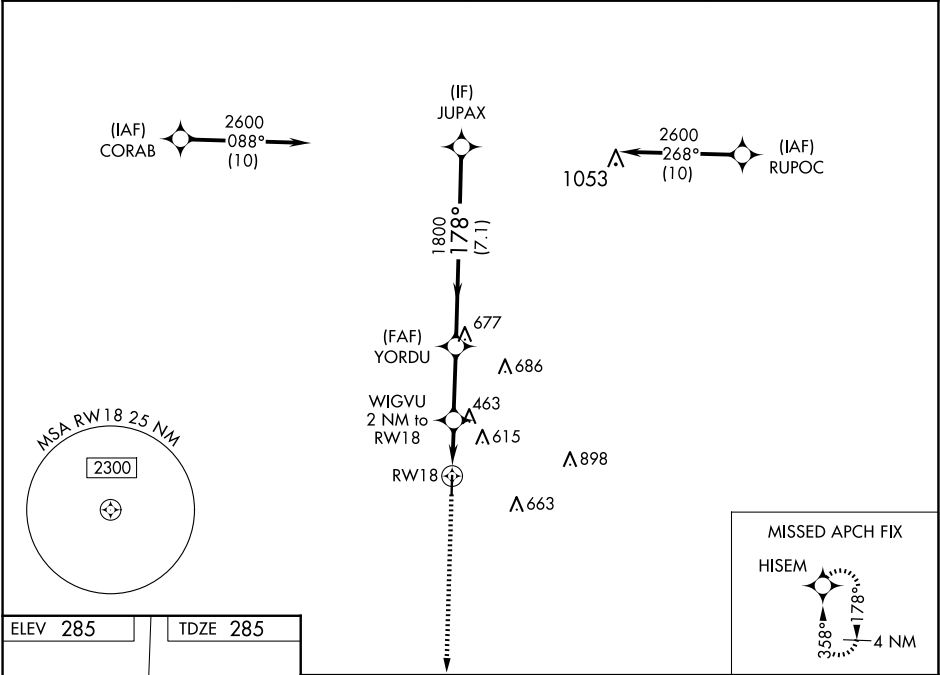 (IAF)
CORAB
2600
088°
(10)
(IF)
JUPAX
1053
2600
268°
(10)
(IAF)
RUPOC
1800
178°
(7.1)
(FAF)
YORDU
677
686
WIGVU
2 NM to
RW18
463
615
RW18
898
663
MSA RW18 25 NM
2300
MISSED APCH FIX
HISEM
178°
358°
4 NM
ELEV 285
TDZE 285